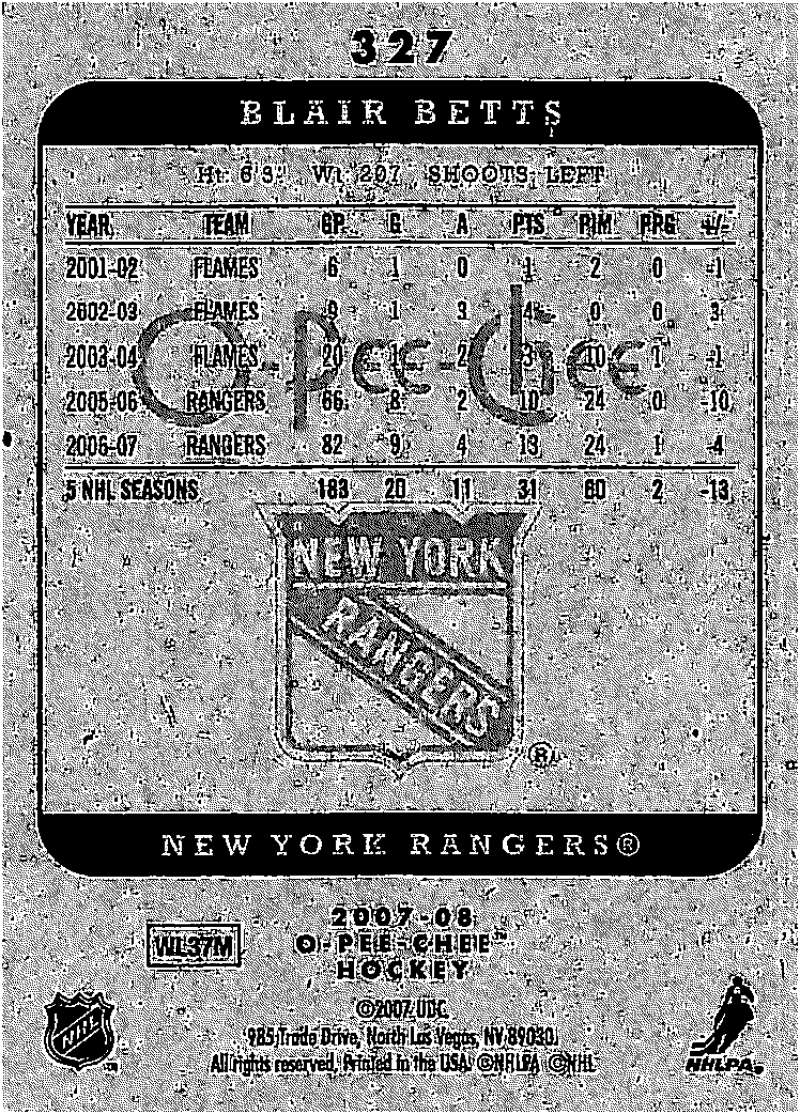 327
BLAIR BETTS
Ht: 6'3" Wt: 207 SHOOTS: LEFT
YEAR TEAM GP G A PTS PIM PPG +/-
2001-02 FLAMES 6 1 0 1 2 0 -1
2002-03 FLAMES 9 1 3 4 0 0 3
2003-04 FLAMES 20 1 2 3 10 1 -1
2005-06 RANGERS 66 8 2 10 24 0 -10
2006-07 RANGERS 82 9 4 13 24 1 -4
5 NHL SEASONS 183 20 11 31 60 2 -13
O-Pee-Chee
NEW YORK
RANGERS
®
NEW YORK RANGERS®
2007-08
O-PEE-CHEE™
HOCKEY
WL37M
©2007 UDC
985 Trade Drive, North Las Vegas, NV 89030.
All rights reserved. Printed in the USA. ©NHLPA ©NHL
NHL
NHLPA